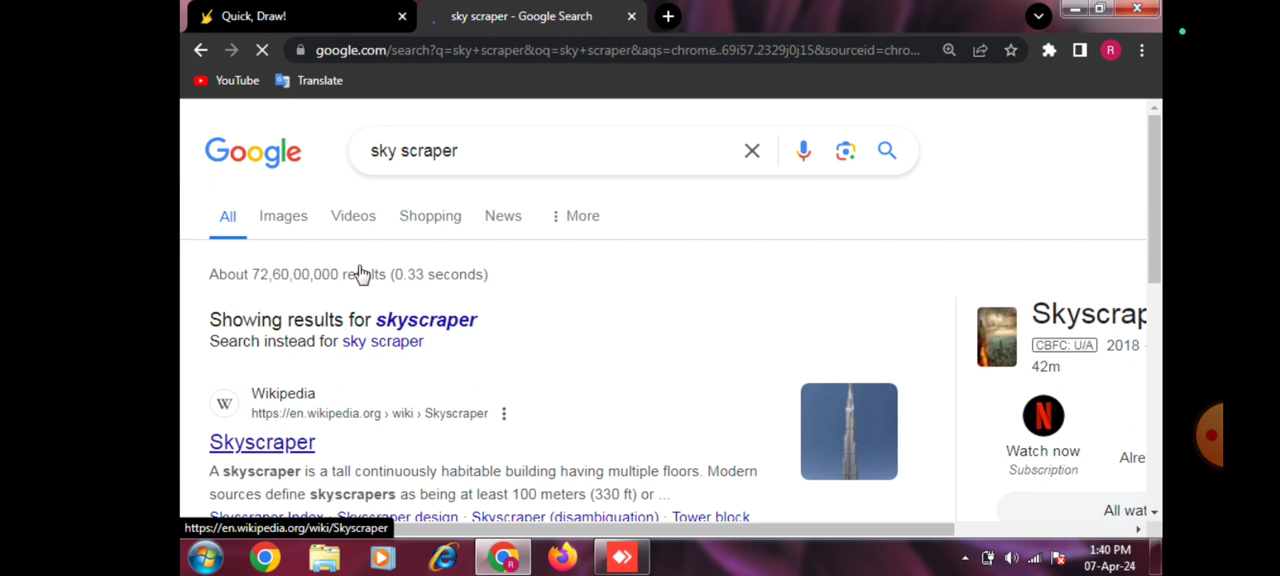 Quick, Draw!
sky scraper - Google Search
google.com/search?q=sky+scraper&oq=sky+scraper&aqs=chrome..69i57.2329j0j15&sourceid=chro...
R
YouTube
Translate
Google
sky scraper
All
Images
Videos
Shopping
News
More
About 72,60,00,000 results (0.33 seconds)
Showing results for skyscraper
Search instead for sky scraper
Skyscrap
CBFC: U/A 2018
42m
W
Wikipedia
https://en.wikipedia.org › wiki › Skyscraper
Skyscraper
A skyscraper is a tall continuously habitable building having multiple floors. Modern
sources define skyscrapers as being at least 100 meters (330 ft) or ...
Skyscraper Index · Skyscraper design · Skyscraper (disambiguation) · Tower block
N
Watch now
Subscription
Alre
All wat
https://en.wikipedia.org/wiki/Skyscraper
R
1:40 PM
07-Apr-24